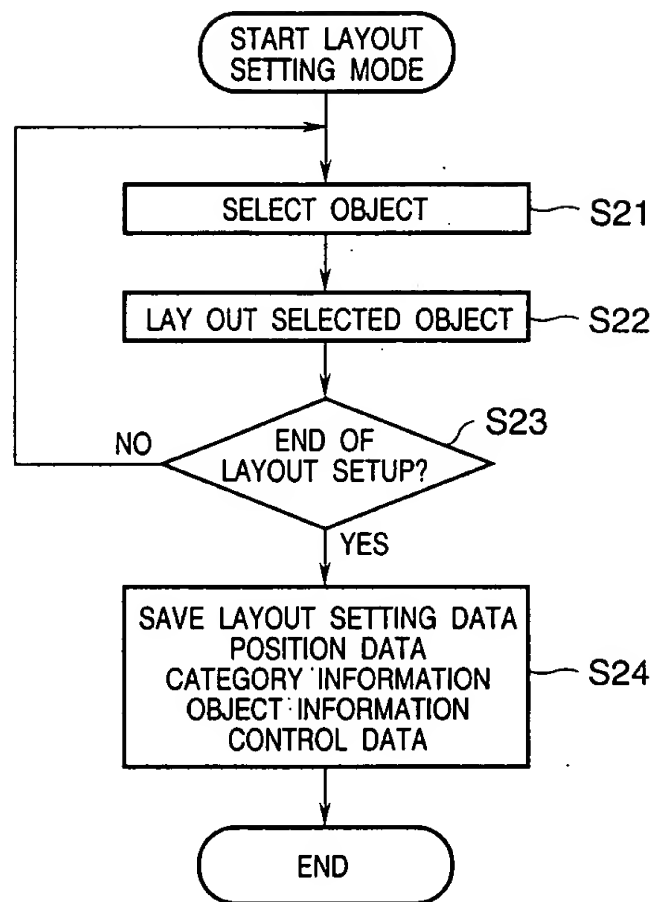 START LAYOUT
SETTING MODE
SELECT OBJECT
S21
LAY OUT SELECTED OBJECT
S22
S23
END OF
LAYOUT SETUP?
NO
YES
SAVE LAYOUT SETTING DATA
POSITION DATA
CATEGORY INFORMATION
OBJECT INFORMATION
CONTROL DATA
S24
END